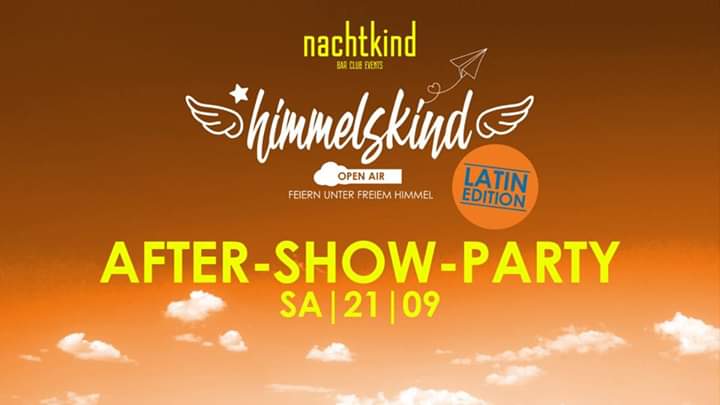 nachtkind
BAR CLUB EVENTS
himmelskind
OPEN AIR
FEIERN UNTER FREIEM HIMMEL
LATIN
EDITION
AFTER-SHOW-PARTY
SA|21|09